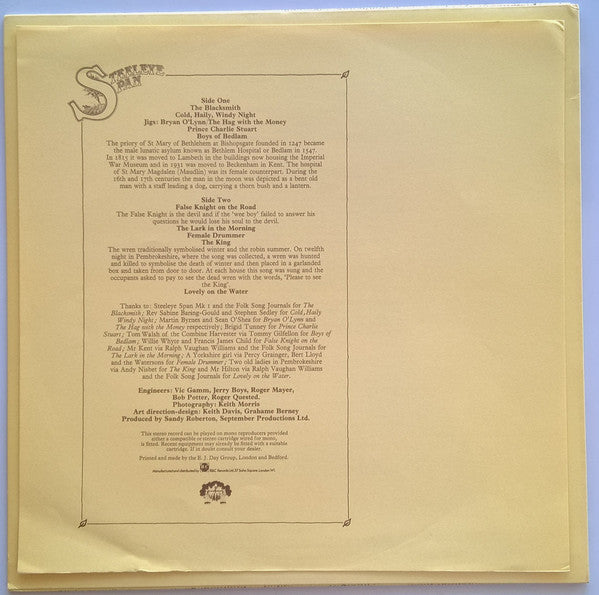 STEELEYE
SPAN
Side One
The Blacksmith
Cold, Haily, Windy Night
Jigs: Bryan O'Lynn/The Hag with the Money
Prince Charlie Stuart
Boys of Bedlam
The priory of St Mary of Bethlehem at Bishopsgate founded in 1247 became
the male lunatic asylum known as Bethlem Hospital or Bedlam in 1547.
In 1815 it was moved to Lambeth in the buildings now housing the Imperial
War Museum and in 1931 was moved to Beckenham in Kent. The hospital
of St Mary Magdalen (Maudlin) was its female counterpart. During the
16th and 17th centuries the man in the moon was depicted as a bent old
man with a staff leading a dog, carrying a thorn bush and a lantern.
Side Two
False Knight on the Road
The False Knight is the devil and if the 'wee boy' failed to answer his
questions he would lose his soul to the devil.
The Lark in the Morning
Female Drummer
The King
The wren traditionally symbolised winter and the robin summer. On twelfth
night in Pembrokeshire, where the song was collected, a wren was hunted
and killed to symbolise the death of winter and then placed in a garlanded
box and taken from door to door. At each house this song was sung and the
occupants asked to pay to see the dead wren with the words, 'Please to see
the King'.
Lovely on the Water
Thanks to: Steeleye Span Mk 1 and the Folk Song Journals for The
Blacksmith; Rev Sabine Baring-Gould and Stephen Sedley for Cold, Haily
Windy Night; Martin Byrnes and Sean O'Shea for Bryan O'Lynn and
The Hag with the Money respectively; Brigid Tunney for Prince Charlie
Stuart; Tom Walsh of the Combine Harvester via Tommy Gilfellon for Boys of
Bedlam; Willie Whyte and Francis James Child for False Knight on the
Road; Mr Kent via Ralph Vaughan Williams and the Folk Song Journals for
The Lark in the Morning; A Yorkshire girl via Percy Grainger, Bert Lloyd
and the Watersons for Female Drummer; Two old ladies in Pembroke
via Andy Nisbet for The King and Mr Hilton via Ralph Vaughan Williams
and the Folk Song Journals for Lovely on the Water.
Engineers: Vic Gamm, Jerry Boys, Roger Mayer,
Bob Potter, Roger Quested.
Photography: Keith Morris
Art direction-design: Keith Davis, Grahame Berney
Produced by Sandy Roberton, September Productions Ltd.
This stereo record can be played on mono reproducers provided
either a compatible or stereo cartridge wired for mono,
is fitted. Recent equipment may already be fitted with a suitable
cartridge. If in doubt consult your dealer.
Printed and made by the E. J. Day Group, London and Bedford.
Manufactured and distributed by B&C Records Ltd, 37 Soho Square London W1.